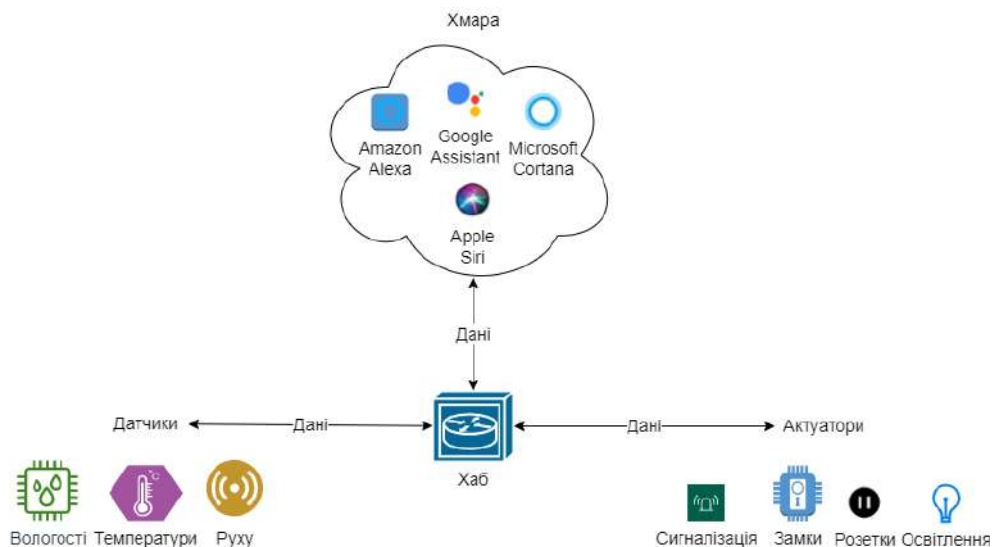 Хмара
Amazon
Alexa
Google
Assistant
Microsoft
Cortana
Apple
Siri
Дані
Датчики
Дані
Дані
Актуатори
Хаб
°C
Вологості
Температури
Руху
Сигналізація
Замки
Розетки
Освітлення